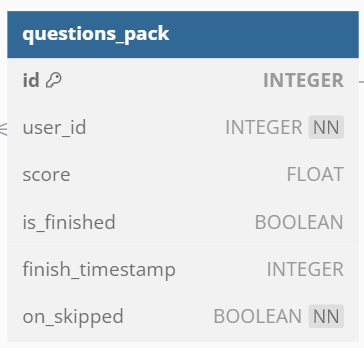 questions_pack
id INTEGER
user_id INTEGER NN
score FLOAT
is_finished BOOLEAN
finish_timestamp INTEGER
on_skipped BOOLEAN NN